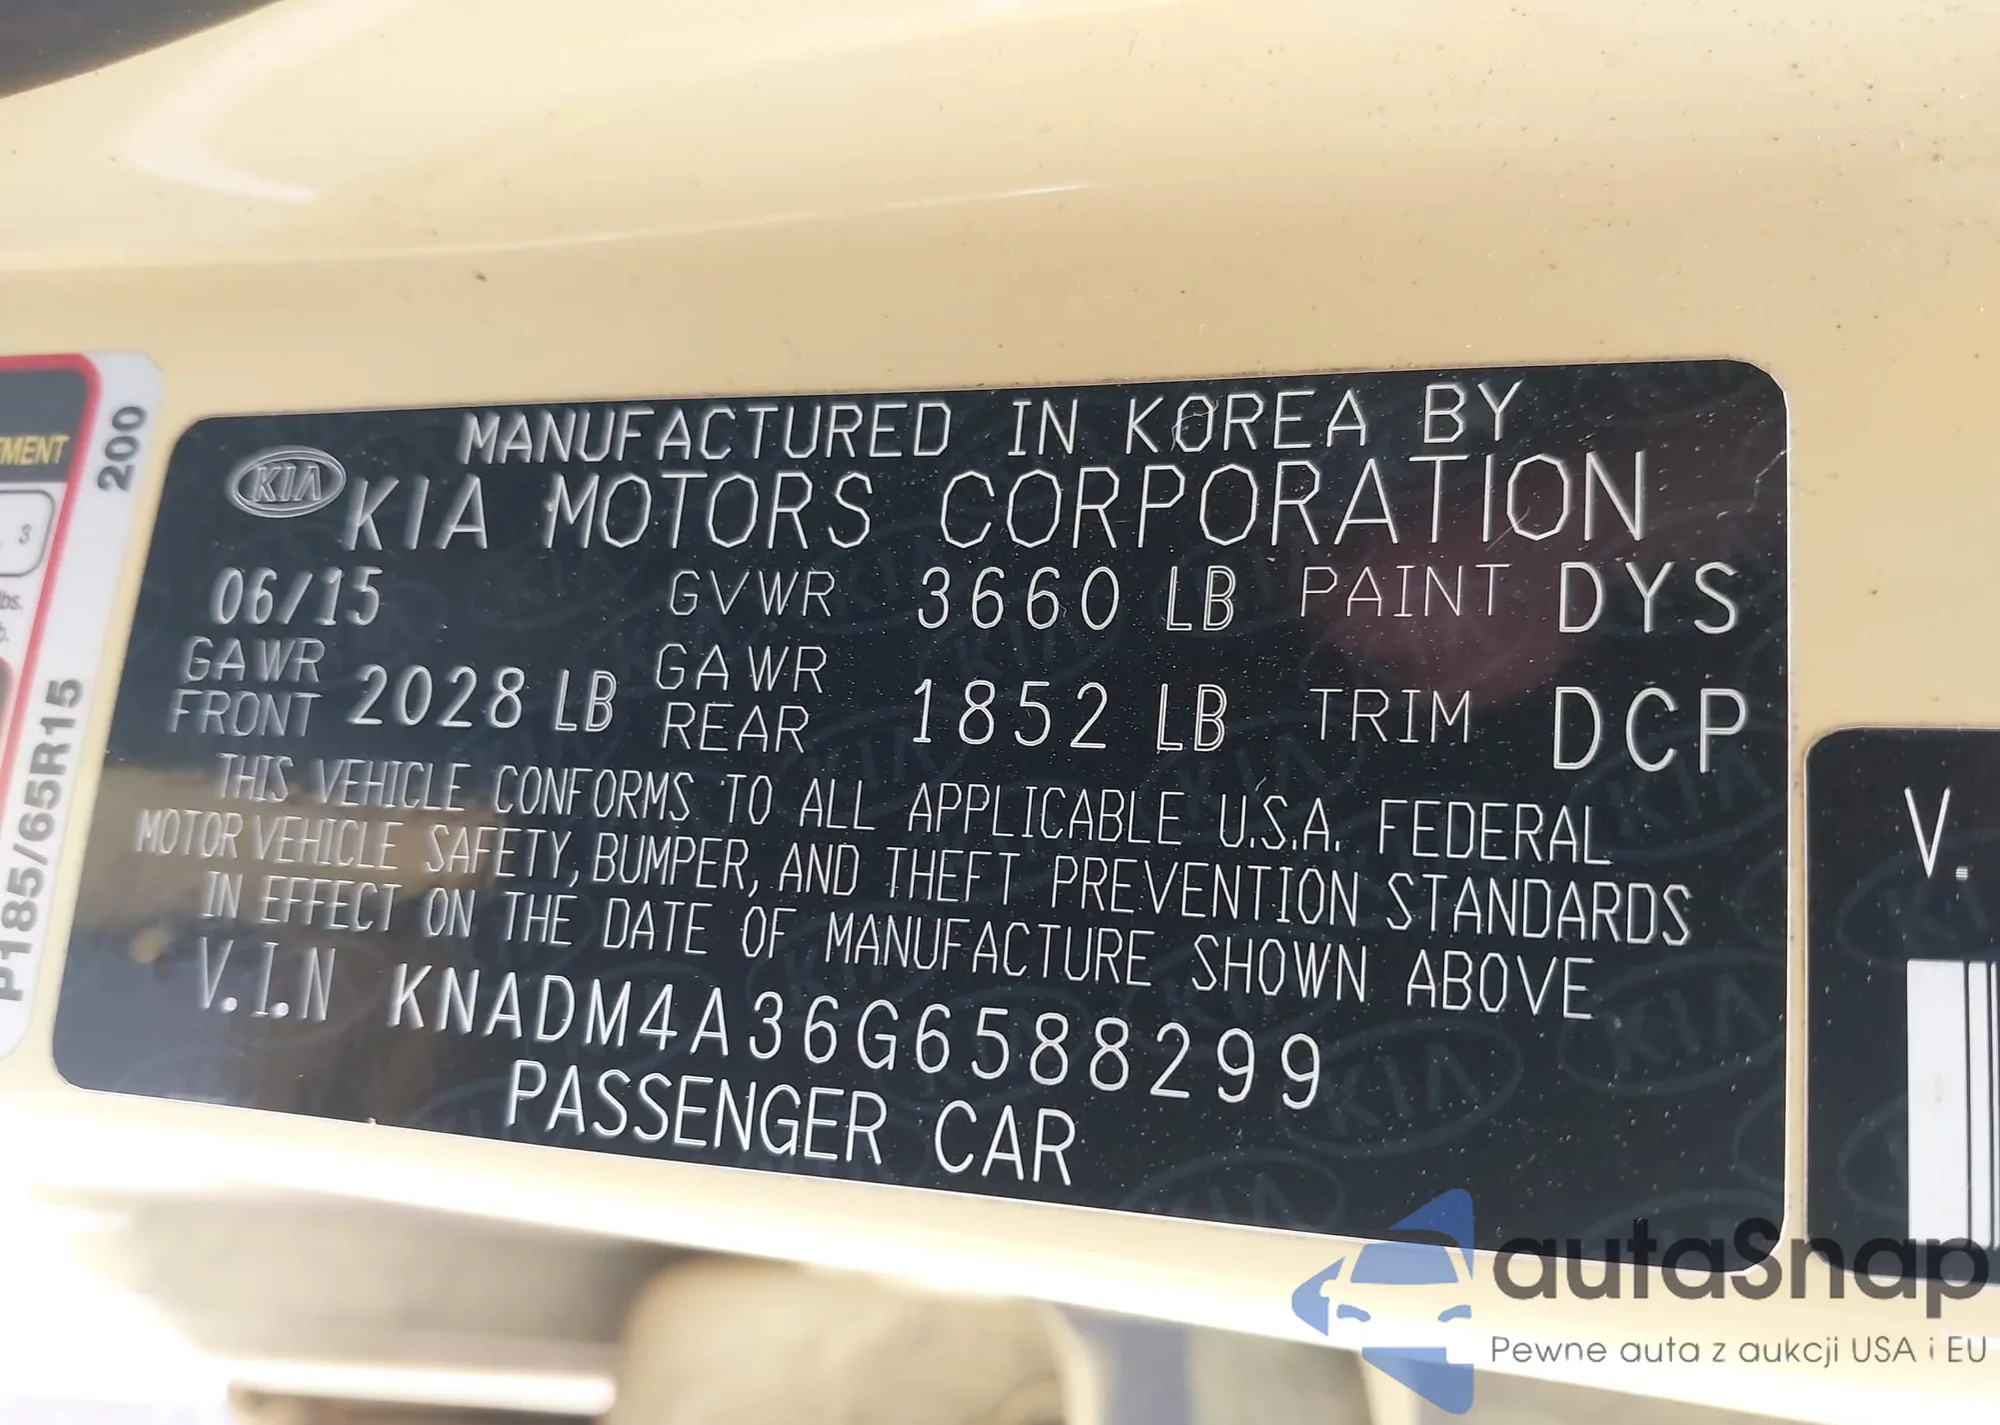 MANUFACTURED IN KOREA BY
KIA KIA MOTORS CORPORATION
06/15 GVWR 3660 LB PAINT DYS
GAWR FRONT 2028 LB GAWR REAR 1852 LB TRIM DCP
THIS VEHICLE CONFORMS TO ALL APPLICABLE U.S.A. FEDERAL
MOTOR VEHICLE SAFETY, BUMPER, AND THEFT PREVENTION STANDARDS
IN EFFECT ON THE DATE OF MANUFACTURE SHOWN ABOVE
V.I.N KNADM4A36G6588299
PASSENGER CAR
200
3
lbs.
P185/65R15
V.
autaSnap
Pewne auta z aukcji USA i EU